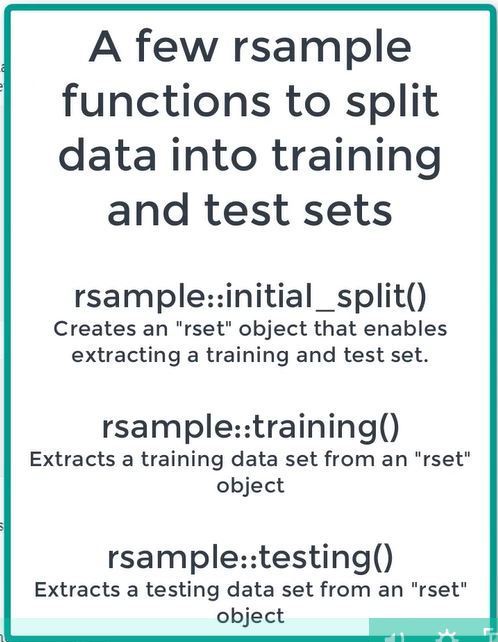 A few rsample
functions to split
data into training
and test sets
rsample::initial_split()
Creates an "rset" object that enables
extracting a training and test set.
rsample::training()
Extracts a training data set from an "rset"
object
rsample::testing()
Extracts a testing data set from an "rset"
object